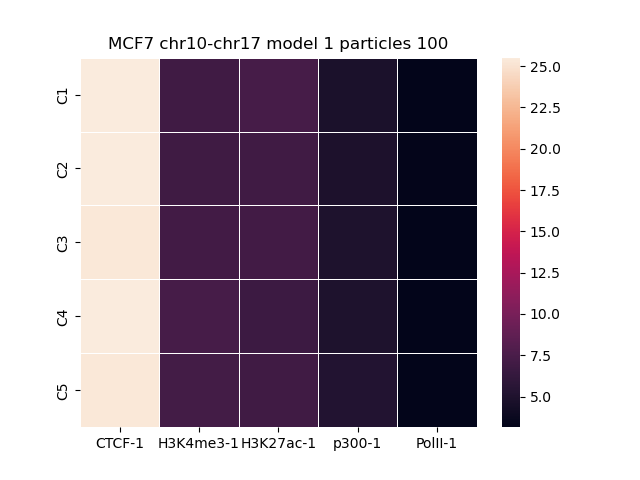 MCF7 chr10-chr17 model 1 particles 100
C1
C2
C3
C4
C5
CTCF-1 H3K4me3-1 H3K27ac-1 p300-1 PolII-1
25.0
22.5
20.0
17.5
15.0
12.5
10.0
7.5
5.0